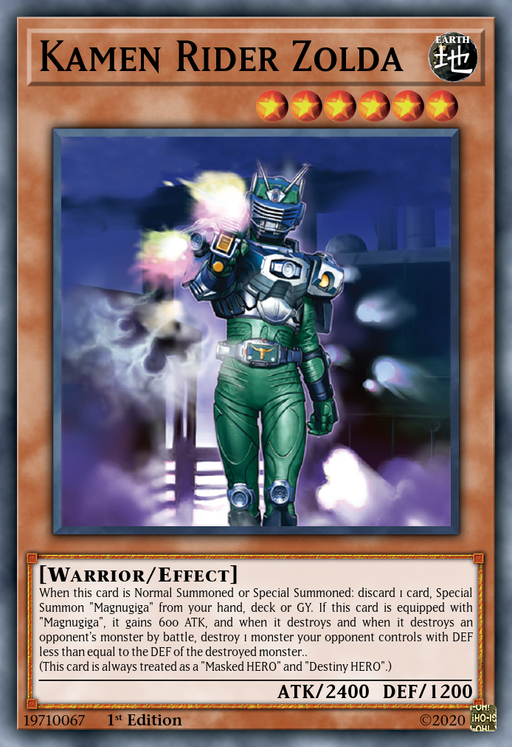 KAMEN RIDER ZOLDA
EARTH
地
[WARRIOR/EFFECT]
When this card is Normal Summoned or Special Summoned: discard 1 card, Special
Summon "Magnugiga" from your hand, deck or GY. If this card is equipped with
"Magnugiga", it gains 600 ATK, and when it destroys and when it destroys an
opponent's monster by battle, destroy 1 monster your opponent controls with DEF
less than equal to the DEF of the destroyed monster..
(This card is always treated as a "Masked HERO" and "Destiny HERO".)
ATK/2400 DEF/1200
19710067 1st Edition ©2020